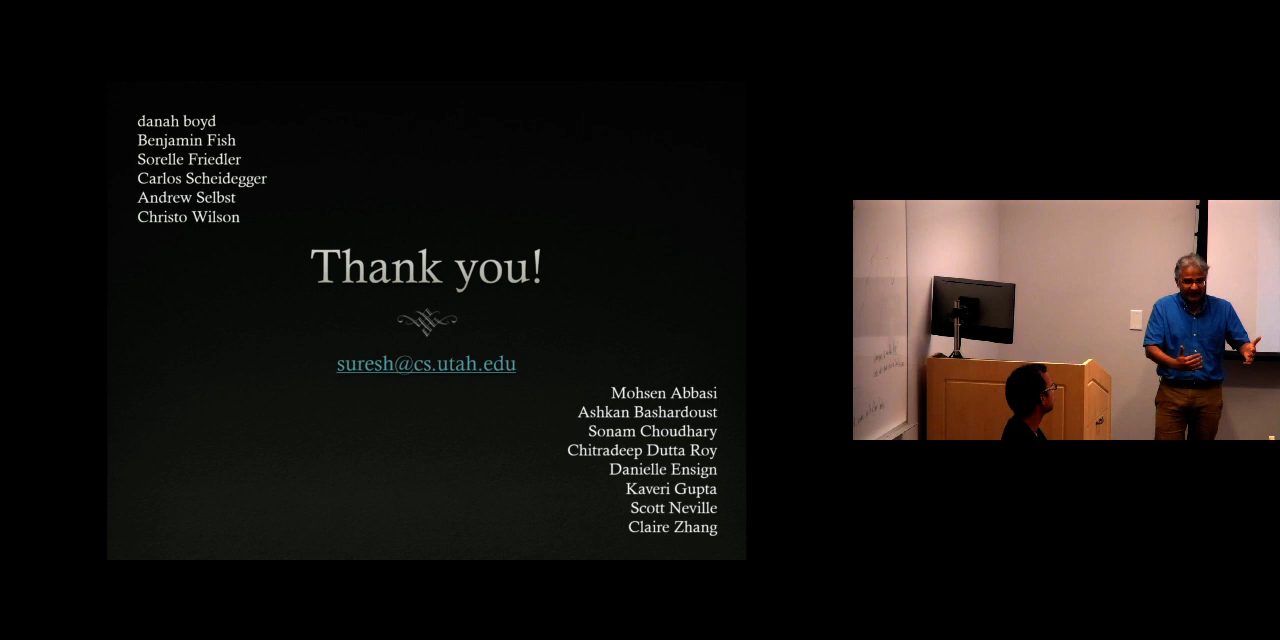 danah boyd
Benjamin Fish
Sorelle Friedler
Carlos Scheidegger
Andrew Selbst
Christo Wilson
Thank you!
suresh@cs.utah.edu
Mohsen Abbasi
Ashkan Bashardoust
Sonam Choudhary
Chitradeep Dutta Roy
Danielle Ensign
Kaveri Gupta
Scott Neville
Claire Zhang